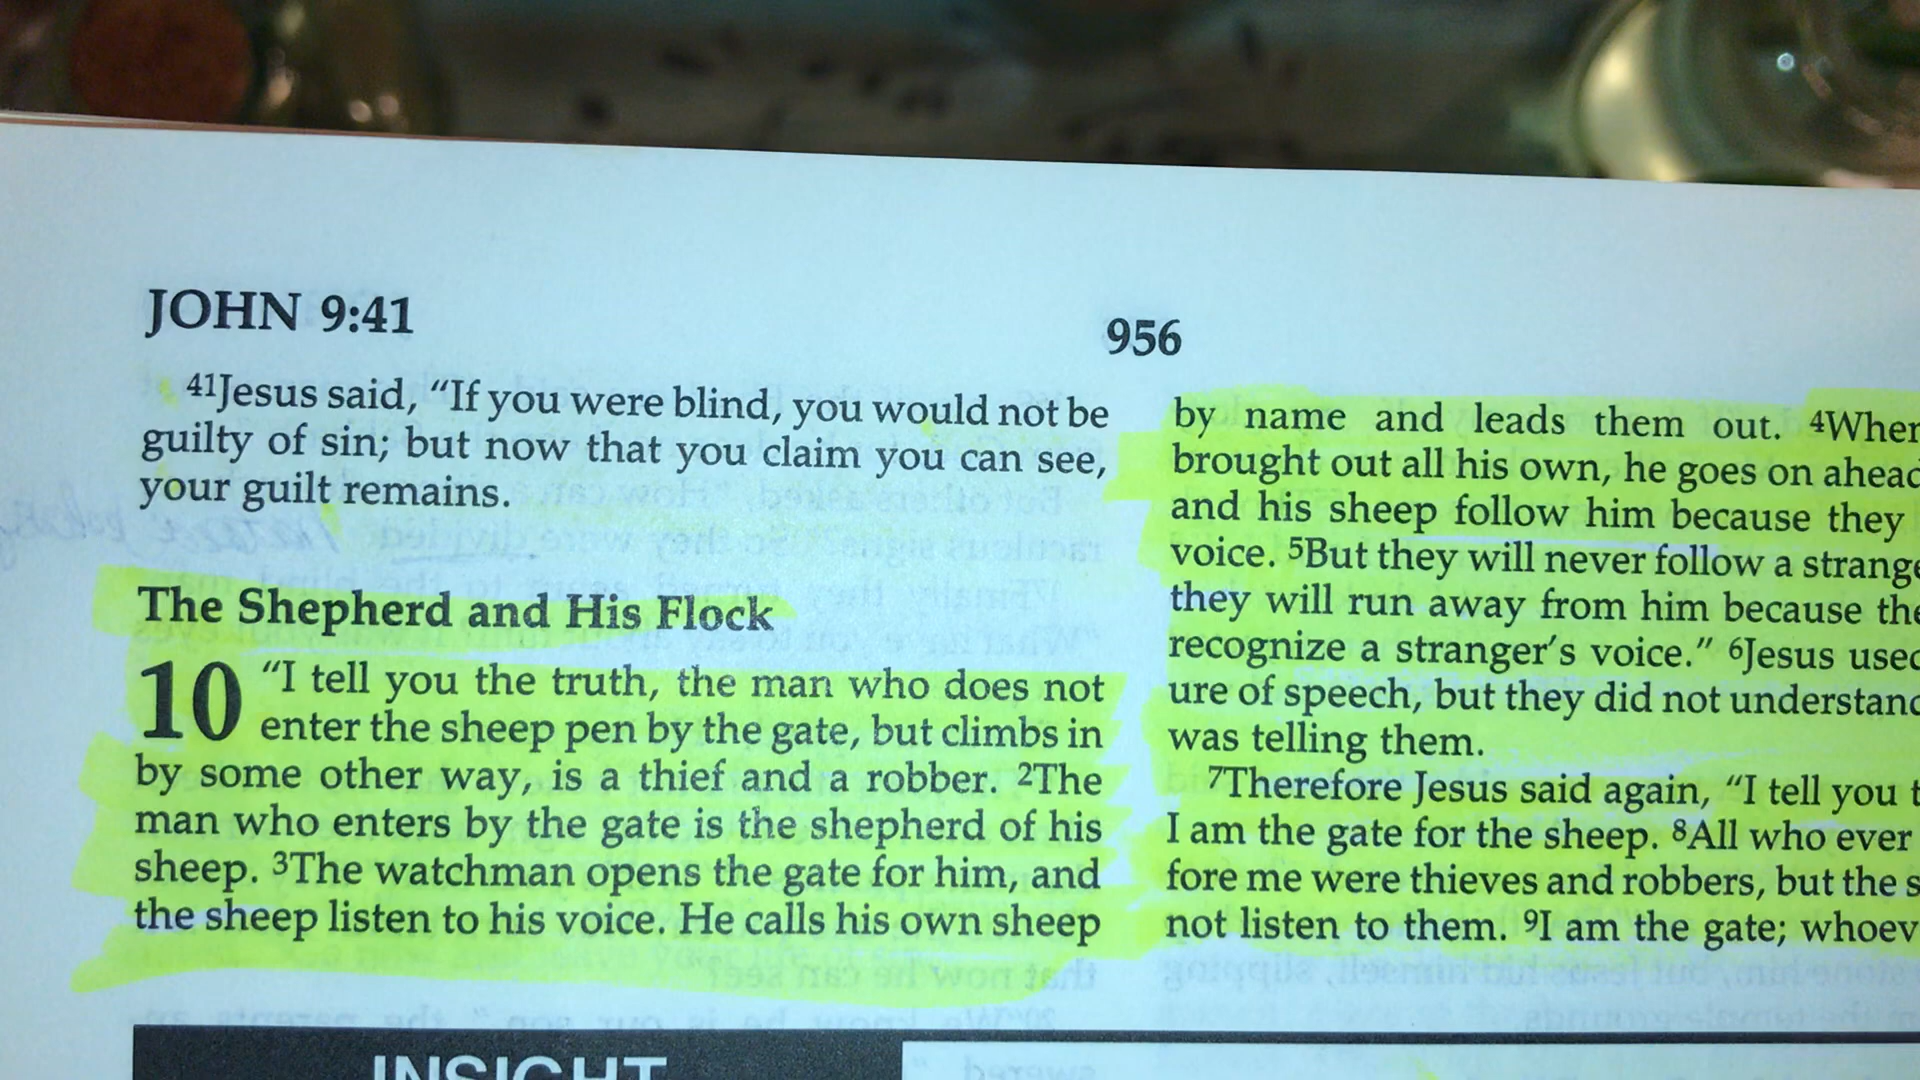 JOHN 9:41
956
41Jesus said, “If you were blind, you would not be
guilty of sin; but now that you claim you can see,
your guilt remains.
The Shepherd and His Flock
10 “I tell you the truth, the man who does not
enter the sheep pen by the gate, but climbs in
by some other way, is a thief and a robber. 2The
man who enters by the gate is the shepherd of his
sheep. 3The watchman opens the gate for him, and
the sheep listen to his voice. He calls his own sheep
by name and leads them out. 4
brought out all his own, he goes on ahead
and his sheep follow him because they
voice. 5But they will never follow a
they will run away from him because
recognize a stranger’s voice.” 6Jesus
ure of speech, but they did not
was telling them.
7Therefore Jesus said again, “I tell you
I am the gate for the sheep. 8All who ever
fore me were thieves and robbers, but the
not listen to them. 9I am the gate;
INSIGHT